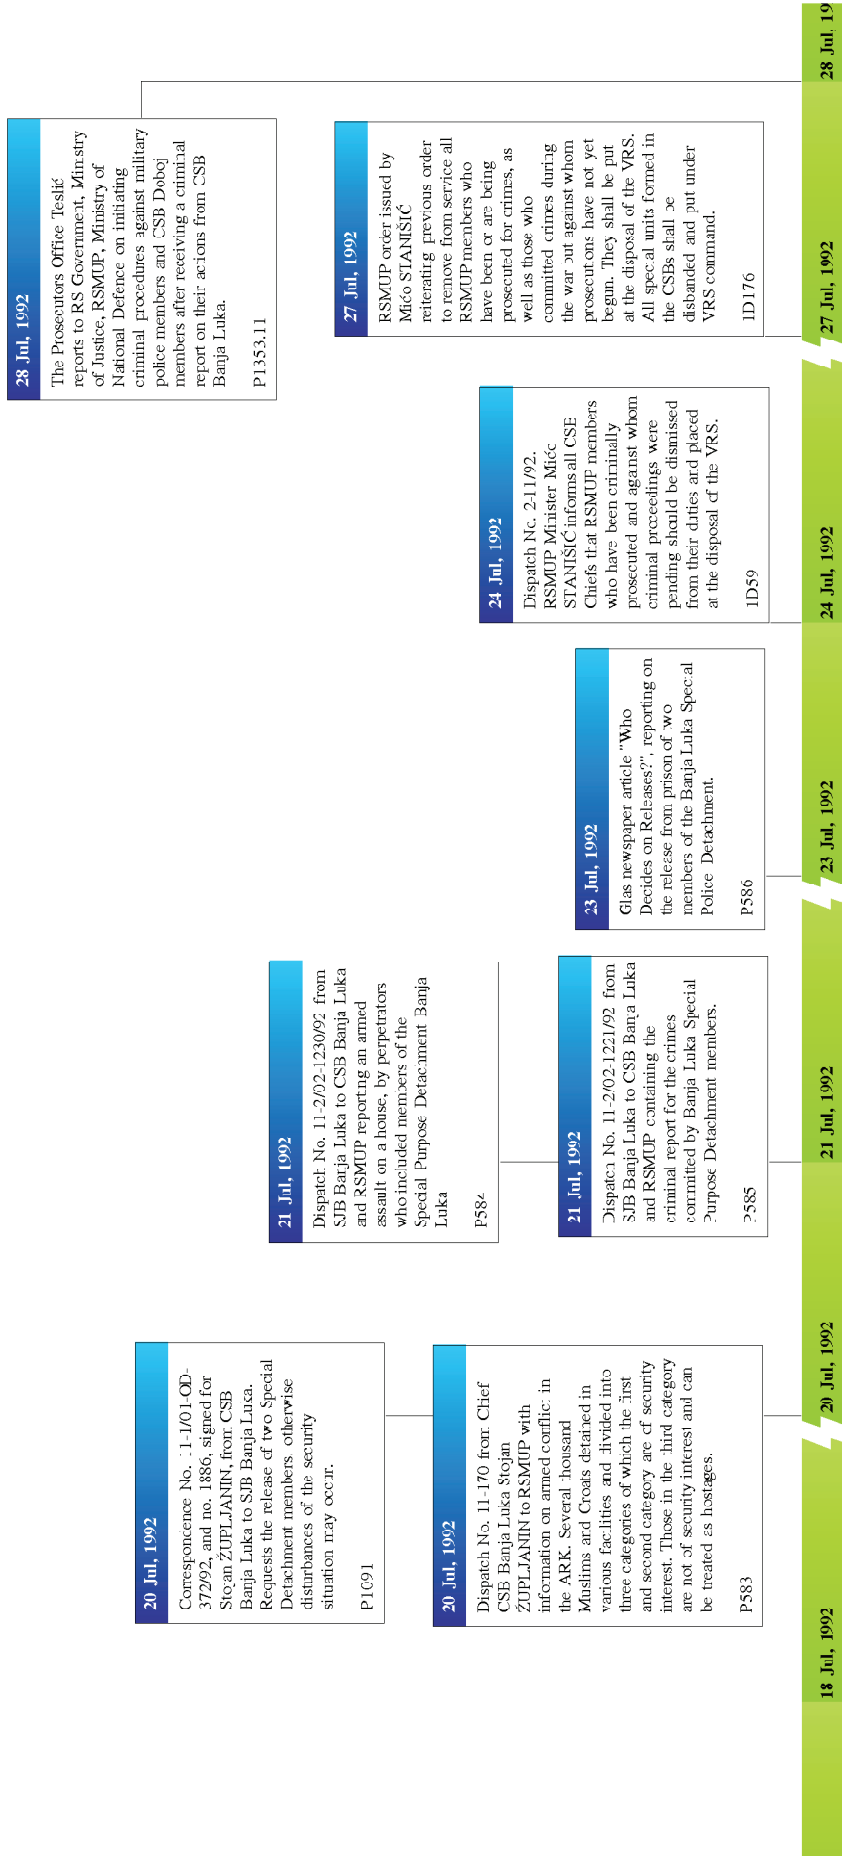 20 Jul, 1992
Correspondence No. 11-1/01-OD-
372/92, and no. 1886, signed for
Stojan ŽUPLJANIN, from CSB
Banja Luka to SJB Banja Luka.
Requests the release of two Special
Detachment members, otherwise
disturbances of the security
situation may occur.
P1091
20 Jul, 1992
Dispatch No. 11-170 from Chief
CSB Banja Luka Stojan
ŽUPLJANIN to RSMUP with
information on armed conflict in
the ARK. Several thousand
Muslims and Croats detained in
various facilities and divided into
three categories of which the first
and second category are of security
interest. Those in the third category
are not of security interest and can
be treated as hostages.
P583
21 Jul, 1992
Dispatch No. 11-2/02-1230/92 from
SJB Banja Luka to CSB Banja Luka
and RSMUP reporting an armed
assault on a house, by perpetrators
who included members of the
Special Purpose Detachment Banja
Luka
P584
21 Jul, 1992
Dispatch No. 11-2/02-1221/92 from
SJB Banja Luka to CSB Banja Luka
and RSMUP containing the
criminal report for the crimes
committed by Banja Luka Special
Purpose Detachment members.
P585
23 Jul, 1992
Glas newspaper article "Who
Decides on Releases?", reporting on
the release from prison of two
members of the Banja Luka Special
Police Detachment.
P586
24 Jul, 1992
Dispatch No. 2-11/92.
RSMUP Minister Mićo
STANIŠIĆ informs all CSB
Chiefs that RSMUP members
who have been criminally
prosecuted and against whom
criminal proceedings were
pending should be dismissed
from their duties and placed
at the disposal of the VRS.
1D59
27 Jul, 1992
RSMUP order issued by
Mićo STANIŠIĆ
reiterating previous order
to remove from service all
RSMUP members who
have been or are being
prosecuted for crimes, as
well as those who
committed crimes during
the war but against whom
prosecutions have not yet
begun. They shall be put
at the disposal of the VRS.
All special units formed in
the CSBs shall be
disbanded and put under
VRS command.
1D176
28 Jul, 1992
The Prosecutors Office Teslić
reports to RS Government, Ministry
of Justice, RSMUP, Ministry of
National Defence on initiating
criminal procedures against military
police members and CSB Doboj
members after receiving a criminal
report on their actions from CSB
Banja Luka.
P1353.11
18 Jul, 1992
20 Jul, 1992
21 Jul, 1992
23 Jul, 1992
24 Jul, 1992
27 Jul, 1992
28 Jul, 19